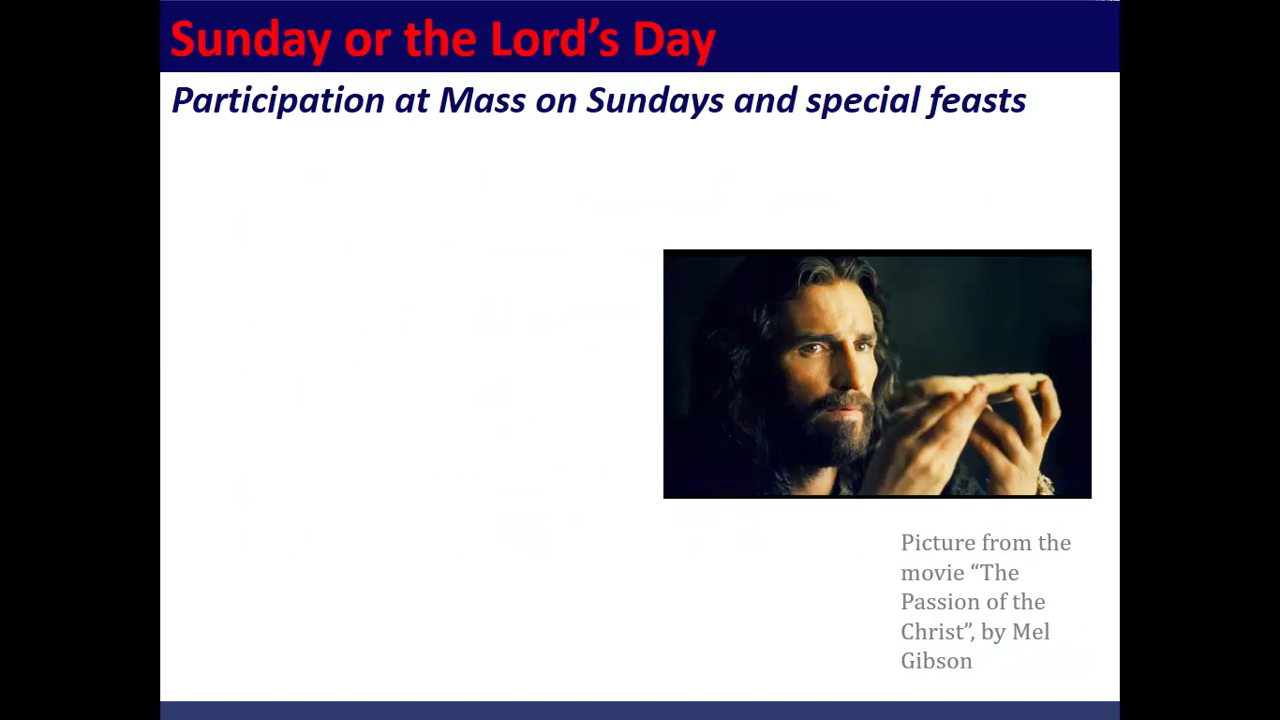 Sunday or the Lord’s Day
Participation at Mass on Sundays and special feasts
Picture from the
movie “The
Passion of the
Christ”, by Mel
Gibson